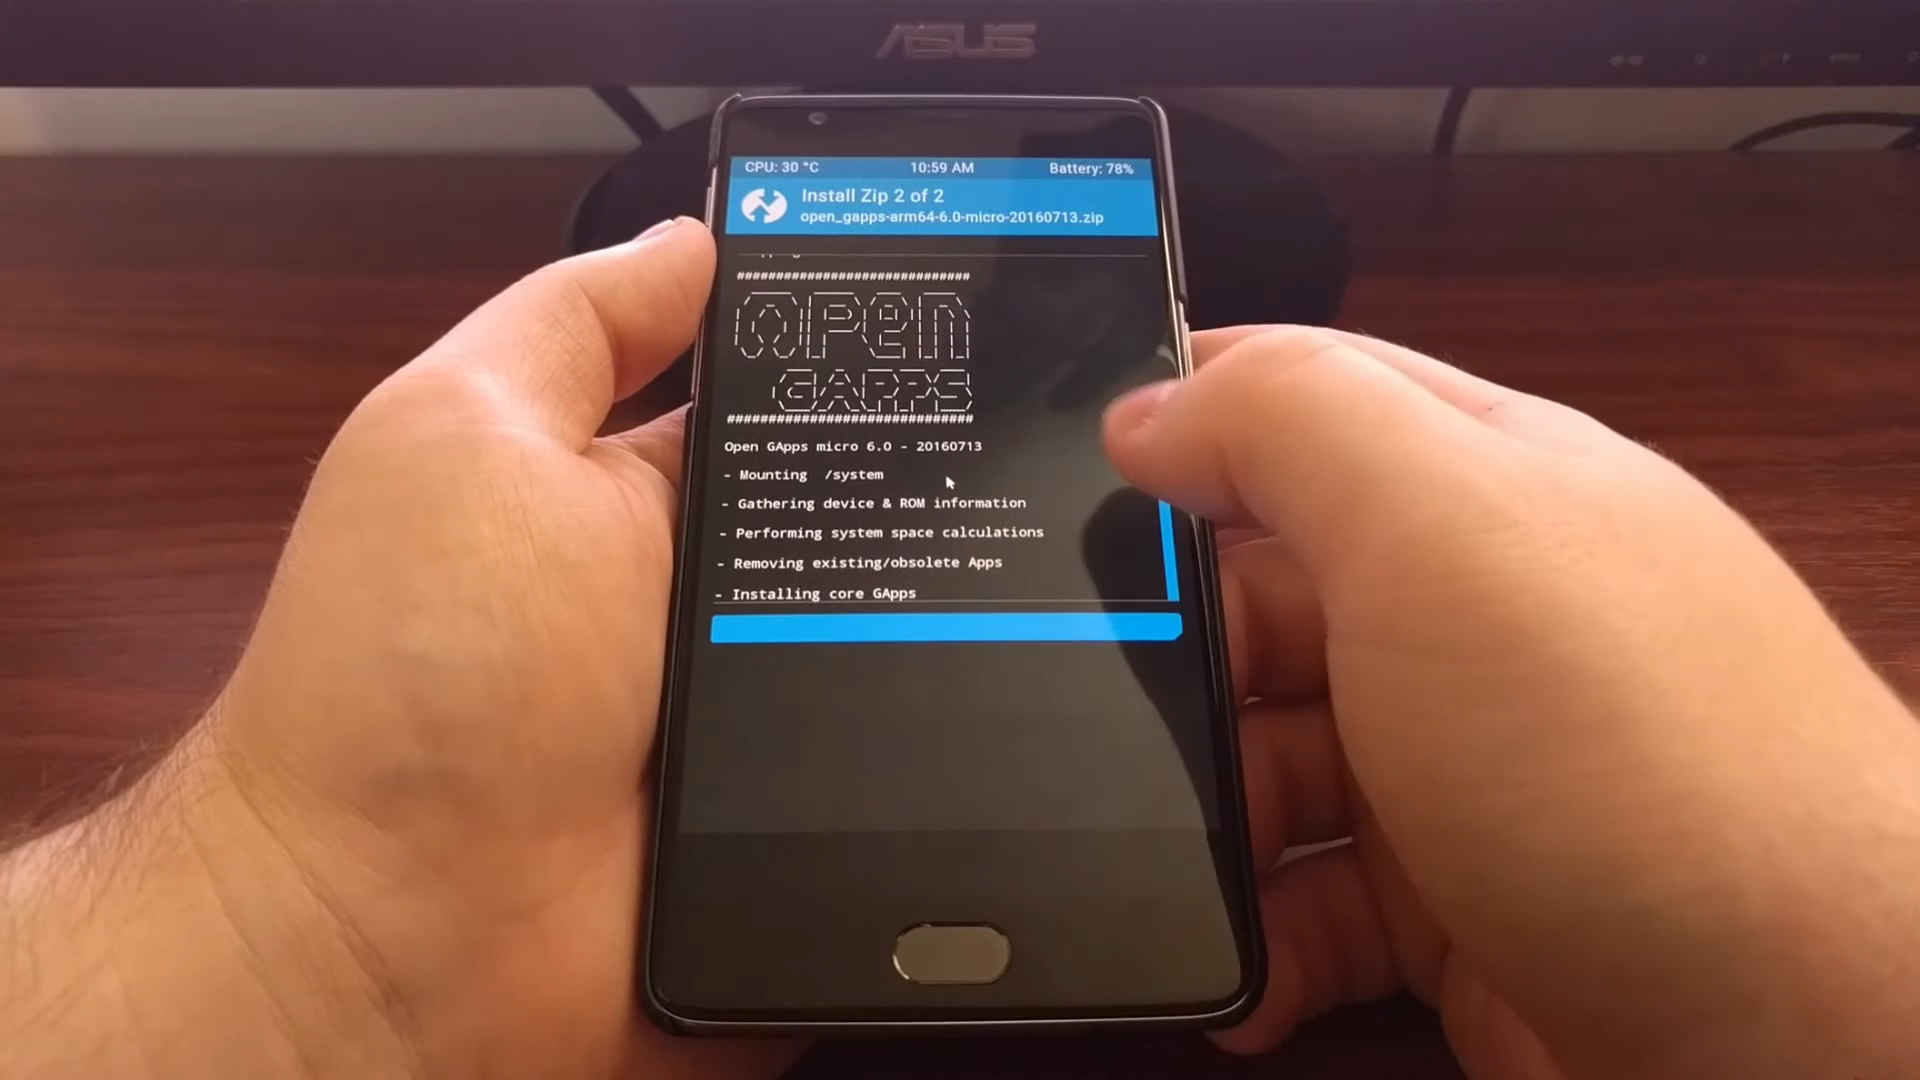 ASUS
CPU: 30 °C 10:59 AM Battery: 78%
Install Zip 2 of 2
open_gapps-arm64-6.0-micro-20160713.zip
##############################
OPEN
GAPPS
##############################
Open GApps micro 6.0 - 20160713
- Mounting /system
- Gathering device & ROM information
- Performing system space calculations
- Removing existing/obsolete Apps
- Installing core GApps